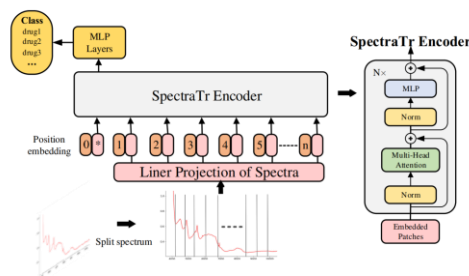 Class
drug1
drug2
drug3
...
MLP
Layers
SpectraTr Encoder
Position
embedding
0 * 1 2 3 4 5 n
Liner Projection of Spectra
Split spectrum
SpectraTr Encoder
N×
+
MLP
Norm
+
Multi-Head
Attention
Norm
Embedded
Patches